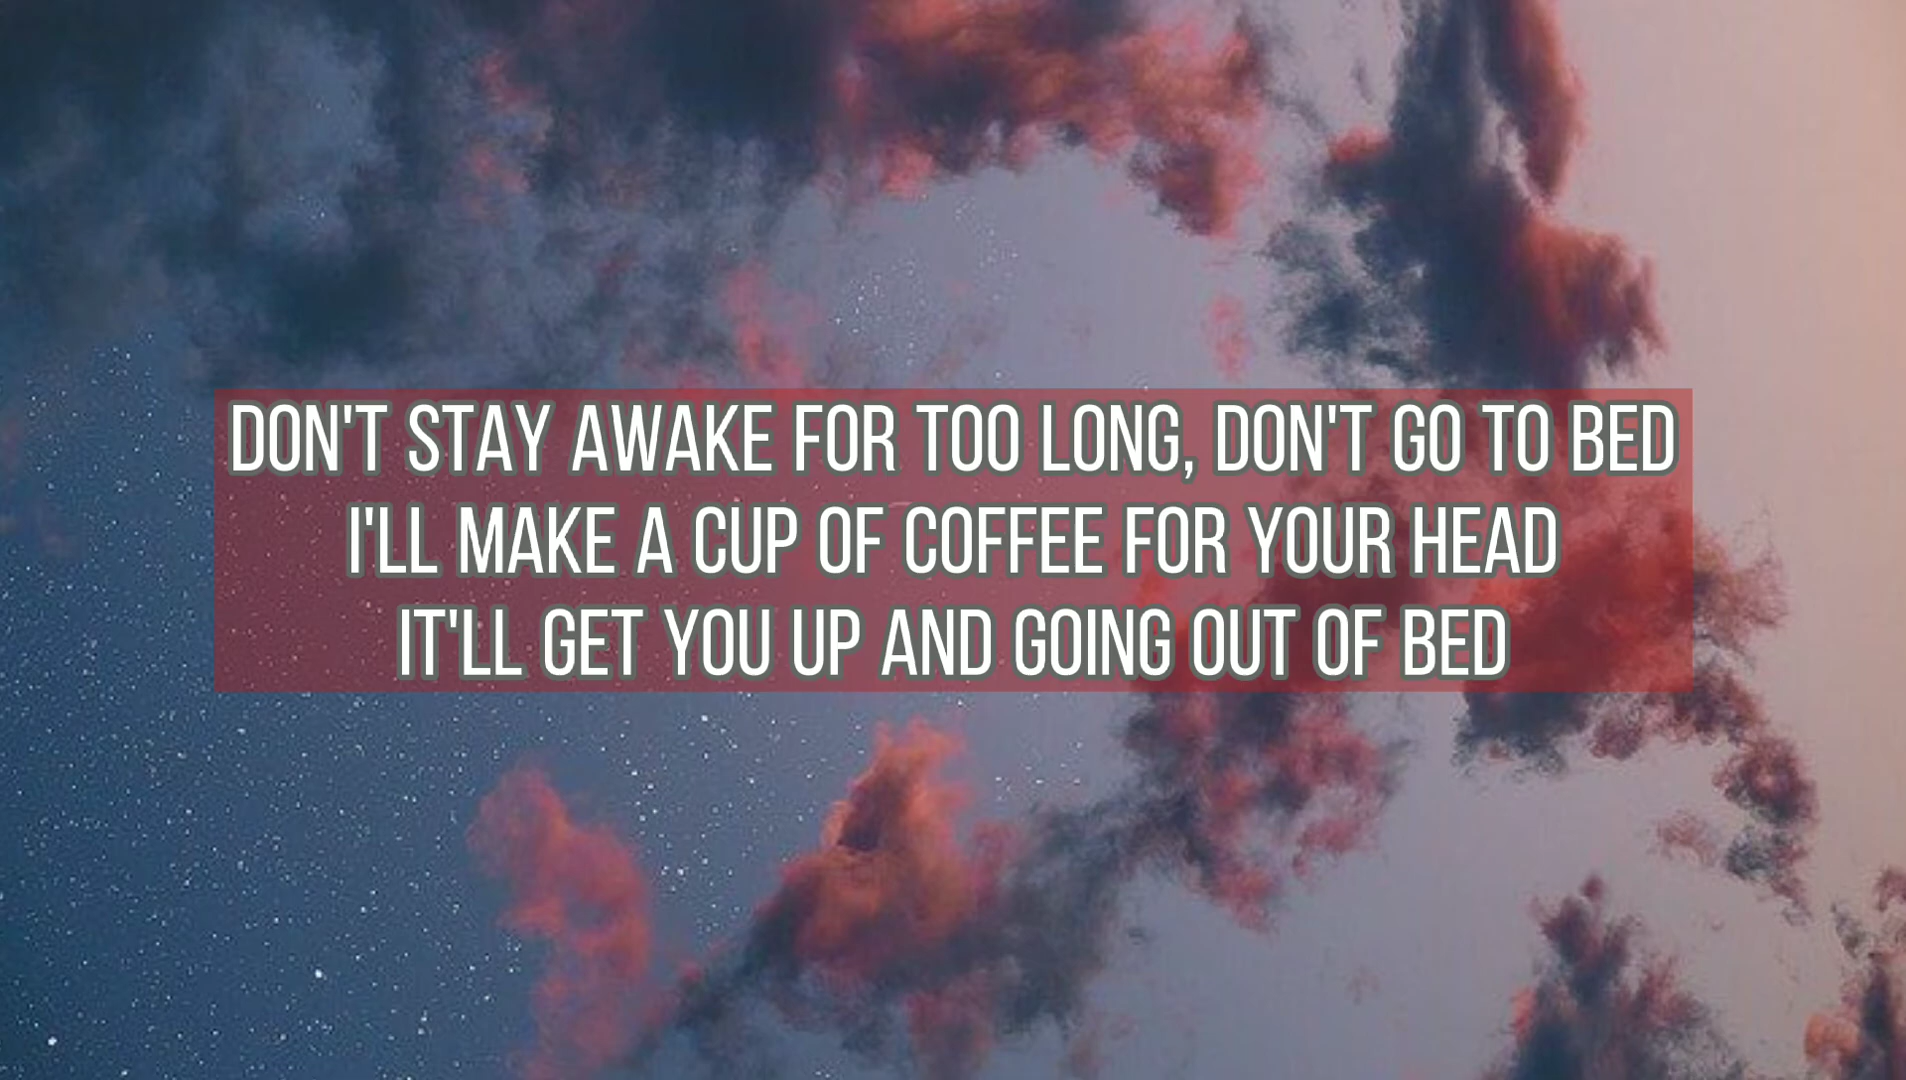 DON'T STAY AWAKE FOR TOO LONG, DON'T GO TO BED
I'LL MAKE A CUP OF COFFEE FOR YOUR HEAD
IT'LL GET YOU UP AND GOING OUT OF BED